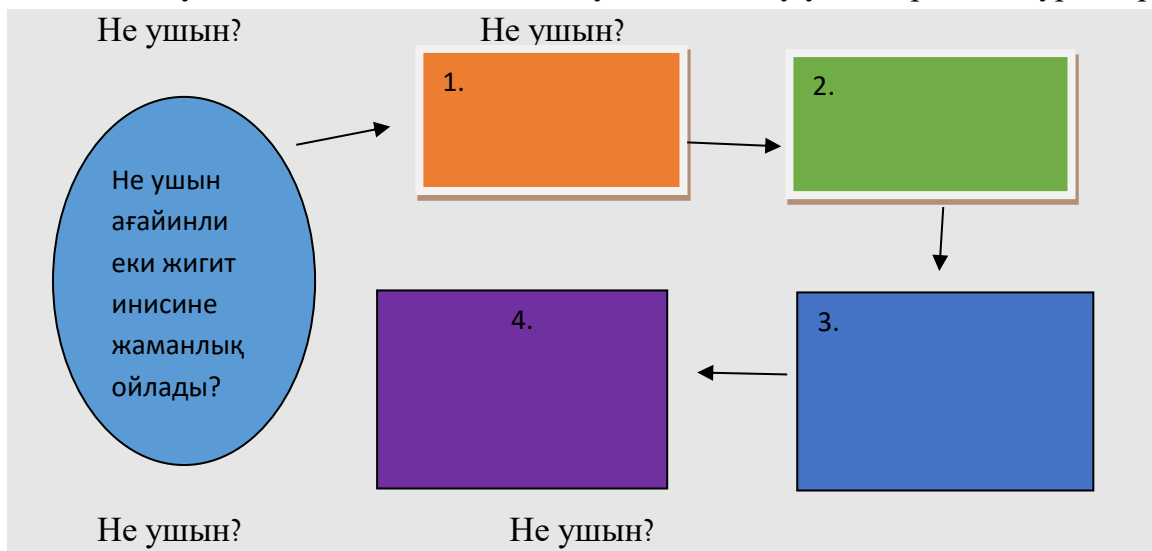 Не ушын? Не ушын?
1.
2.
Не ушын
ағайинли
еки жигит
инисине
жаманлық
ойлады?
4.
3.
Не ушын? Не ушын?